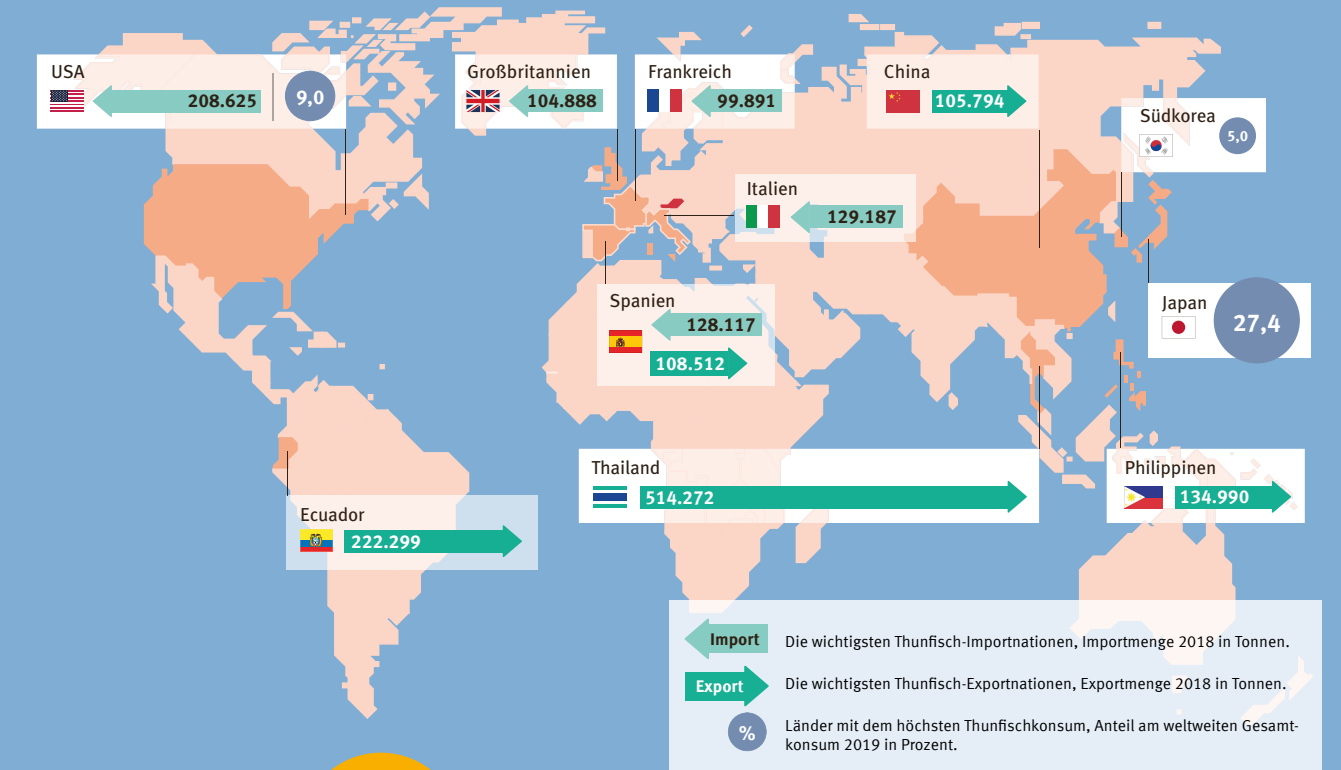 USA
208.625
9,0
Großbritannien
104.888
Frankreich
99.891
China
105.794
Südkorea
5,0
Italien
129.187
Spanien
128.117
108.512
Japan
27,4
Thailand
514.272
Philippinen
134.990
Ecuador
222.299
Import
Die wichtigsten Thunfisch-Importnationen, Importmenge 2018 in Tonnen.
Export
Die wichtigsten Thunfisch-Exportnationen, Exportmenge 2018 in Tonnen.
%
Länder mit dem höchsten Thunfischkonsum, Anteil am weltweiten Gesamt-
konsum 2019 in Prozent.